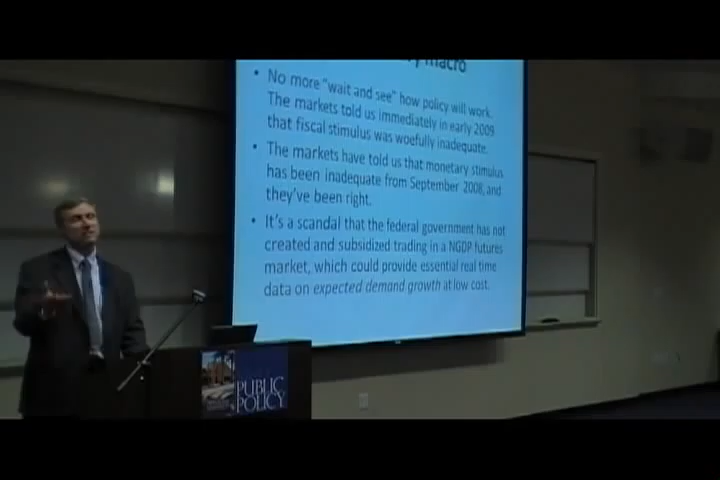 macro
• No more "wait and see" how policy will work.
The markets told us immediately in early 2009
that fiscal stimulus was woefully inadequate.
• The markets have told us that monetary stimulus
has been inadequate from September 2008, and
they've been right.
• It's a scandal that the federal government has not
created and subsidized trading in a NGDP futures
market, which could provide essential real time
data on expected demand growth at low cost.
PUBLIC
POLICY